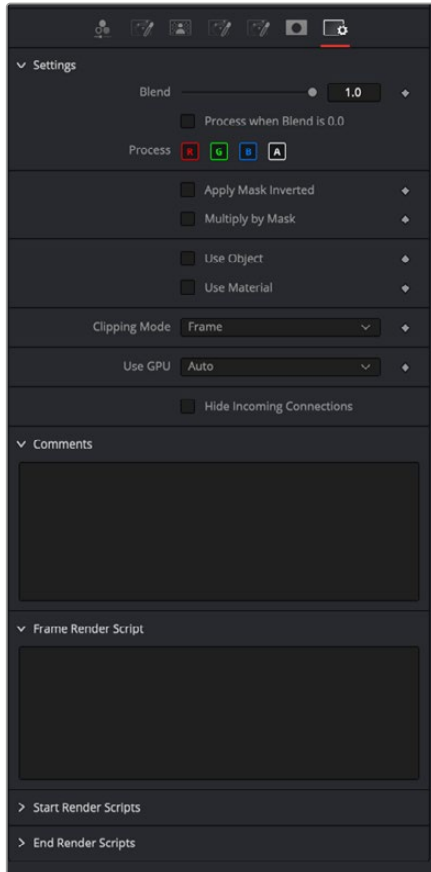 Settings
Blend 1.0
Process when Blend is 0.0
Process R G B A
Apply Mask Inverted
Multiply by Mask
Use Object
Use Material
Clipping Mode Frame
Use GPU Auto
Hide Incoming Connections
Comments
Frame Render Script
Start Render Scripts
End Render Scripts